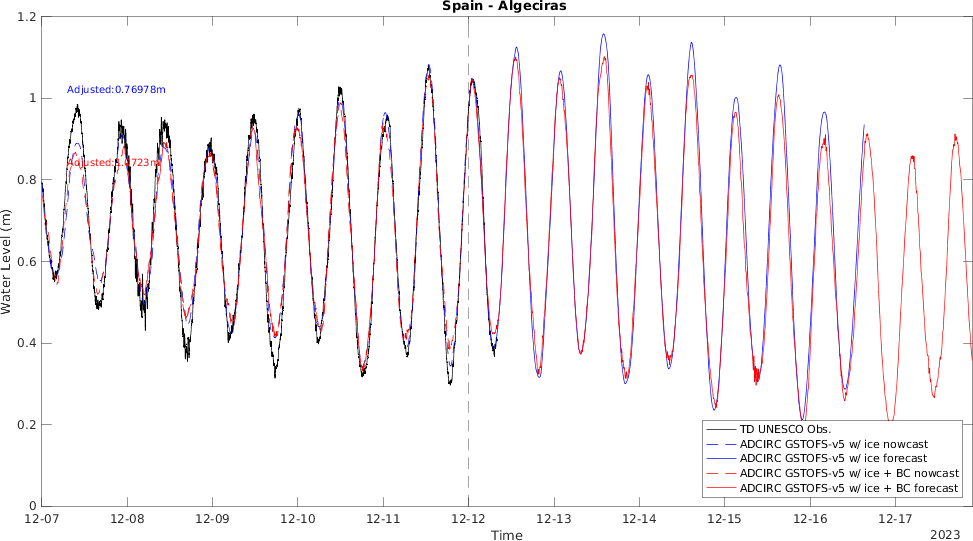 Spain - Algeciras
1.2
1
0.8
0.6
0.4
0.2
0
Water Level (m)
Adjusted:0.76978m
TD UNESCO Obs.
ADCIRC GSTOFS-v5 w/ ice nowcast
ADCIRC GSTOFS-v5 w/ ice forecast
ADCIRC GSTOFS-v5 w/ ice + BC nowcast
ADCIRC GSTOFS-v5 w/ ice + BC forecast
12-07 12-08 12-09 12-10 12-11 12-12 12-13 12-14 12-15 12-16 12-17
Time
2023